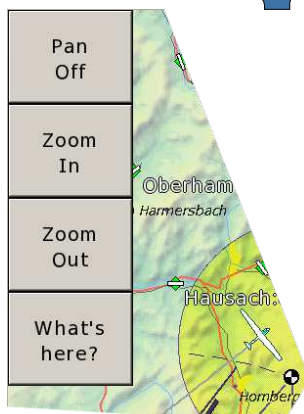 Pan
Off
Zoom
In
Oberham
Harmersbach
Zoom
Out
Hausach:
What's
here?
Hornberg